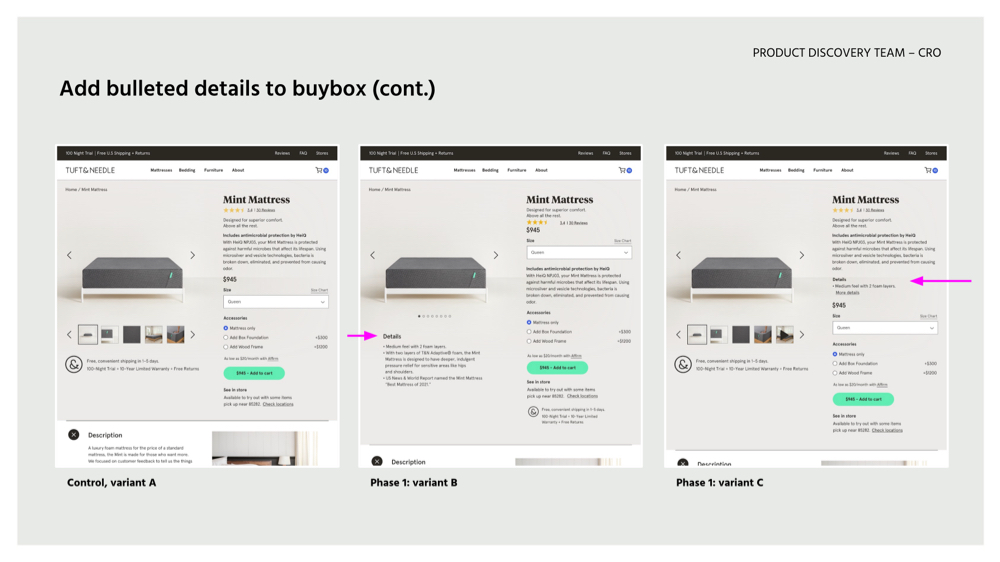 PRODUCT DISCOVERY TEAM – CRO
Add bulleted details to buybox (cont.)
100 Night Trial | Free U.S Shipping + Returns
Reviews FAQ Stores
TUFT&NEEDLE Mattresses Bedding Furniture About
Home / Mint Mattress
Mint Mattress
3.4 | 30 Reviews
Designed for superior comfort.
Above all the rest.
Includes antimicrobial protection by HeiQ
With HeiQ NPJ03, your Mint Mattress is protected
against harmful microbes that affect its lifespan. Using
microsilver and vesicle technologies, bacteria is
broken down, eliminated, and prevented from causing
odor.
$945
Size Size Chart
Queen
Accessories
Mattress only
Add Box Foundation +$300
Add Wood Frame +$1200
As low as $20/month with Affirm
$945 – Add to cart
See in store
Available to try out with some items
pick up near 85282. Check locations
& Free, convenient shipping in 1-5 days.
100-Night Trial • 10-Year Limited Warranty • Free Returns
Description
A luxury foam mattress for the price of a standard
mattress, the Mint is made for those who want more.
We focused on customer feedback to tell us the things
Control, variant A
100 Night Trial | Free U.S Shipping + Returns
Reviews FAQ Stores
TUFT&NEEDLE Mattresses Bedding Furniture About
Home / Mint Mattress
Mint Mattress
Designed for superior comfort.
Above all the rest.
3.4 | 30 Reviews
$945
Size Size Chart
Queen
Includes antimicrobial protection by HeiQ
With HeiQ NPJ03, your Mint Mattress is protected
against harmful microbes that affect its lifespan. Using
microsilver and vesicle technologies, bacteria is
broken down, eliminated, and prevented from causing
odor.
Accessories
Mattress only
Add Box Foundation +$300
Add Wood Frame +$1200
As low as $20/month with Affirm
$945 – Add to cart
See in store
Available to try out with some items
pick up near 85282. Check locations
& Free, convenient shipping in 1-5 days.
100-Night Trial • 10-Year Limited
Warranty • Free Returns
Details
• Medium feel with 2 foam layers.
• With two layers of T&N Adaptive® foam, the Mint
Mattress is designed to have deeper, indulgent
pressure relief for sensitive areas like hips
and shoulders.
• US News & World Report named the Mint Mattress
"Best Mattress of 2021"
Description
Phase 1: variant B
100 Night Trial | Free U.S Shipping + Returns
Reviews FAQ Stores
TUFT&NEEDLE Mattresses Bedding Furniture About
Home / Mint Mattress
Mint Mattress
3.4 | 30 Reviews
Designed for superior comfort.
Above all the rest.
Includes antimicrobial protection by HeiQ
With HeiQ NPJ03, your Mint Mattress is protected
against harmful microbes that affect its lifespan. Using
microsilver and vesicle technologies, bacteria is
broken down, eliminated, and prevented from causing
odor.
Details
• Medium feel with 2 foam layers.
More details
$945
Size Size Chart
Queen
Accessories
Mattress only
Add Box Foundation +$300
Add Wood Frame +$1200
As low as $20/month with Affirm
$945 – Add to cart
See in store
Available to try out with some items
pick up near 85282. Check locations
& Free, convenient shipping in 1-5 days.
100-Night Trial • 10-Year Limited Warranty • Free Returns
Description
Phase 1: variant C